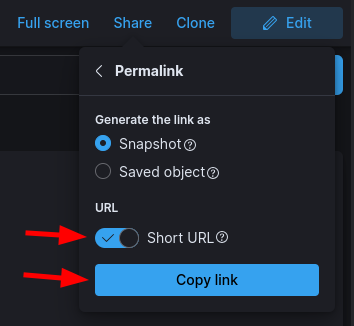 Full screen Share Clone Edit
Permalink
Generate the link as
Snapshot
Saved object
URL
Short URL
Copy link